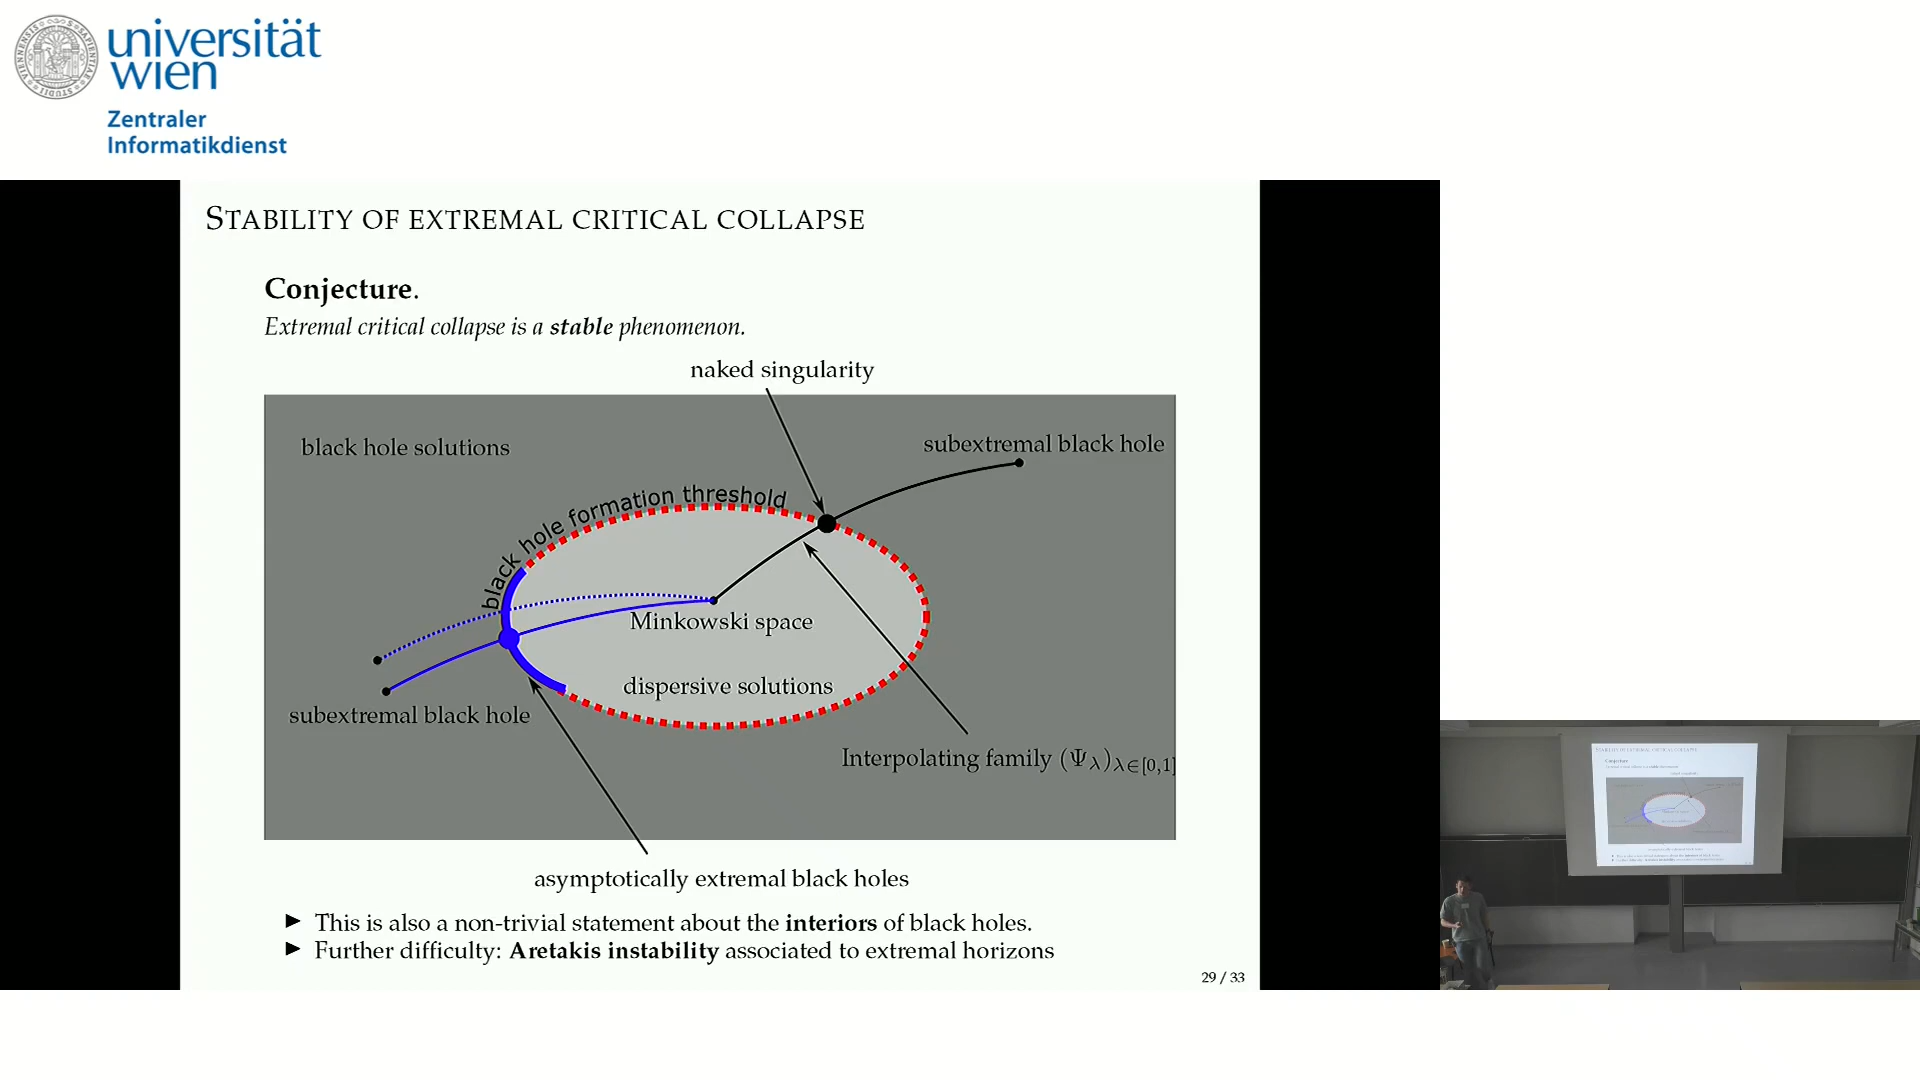 universität
wien
Zentraler
Informatikdienst
STABILITY OF EXTREMAL CRITICAL COLLAPSE
Conjecture.
Extremal critical collapse is a stable phenomenon.
naked singularity
black hole solutions
subextremal black hole
black hole formation threshold
Minkowski space
dispersive solutions
subextremal black hole
Interpolating family (Ψλ)λ∈[0,1]
asymptotically extremal black holes
► This is also a non-trivial statement about the interiors of black holes.
► Further difficulty: Aretakis instability associated to extremal horizons
29 / 33